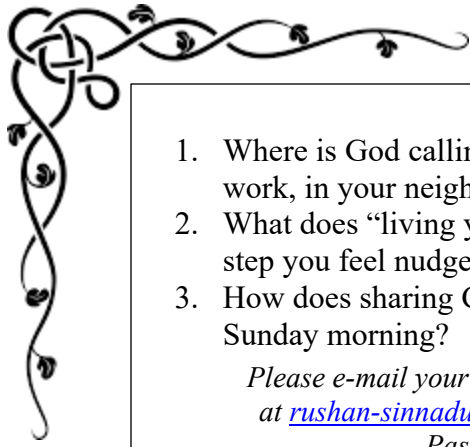 1. Where is God callin
work, in your neigh
2. What does “living y
step you feel nudge
3. How does sharing
Sunday morning?
Please e-mail your
at rushan-sinnadu